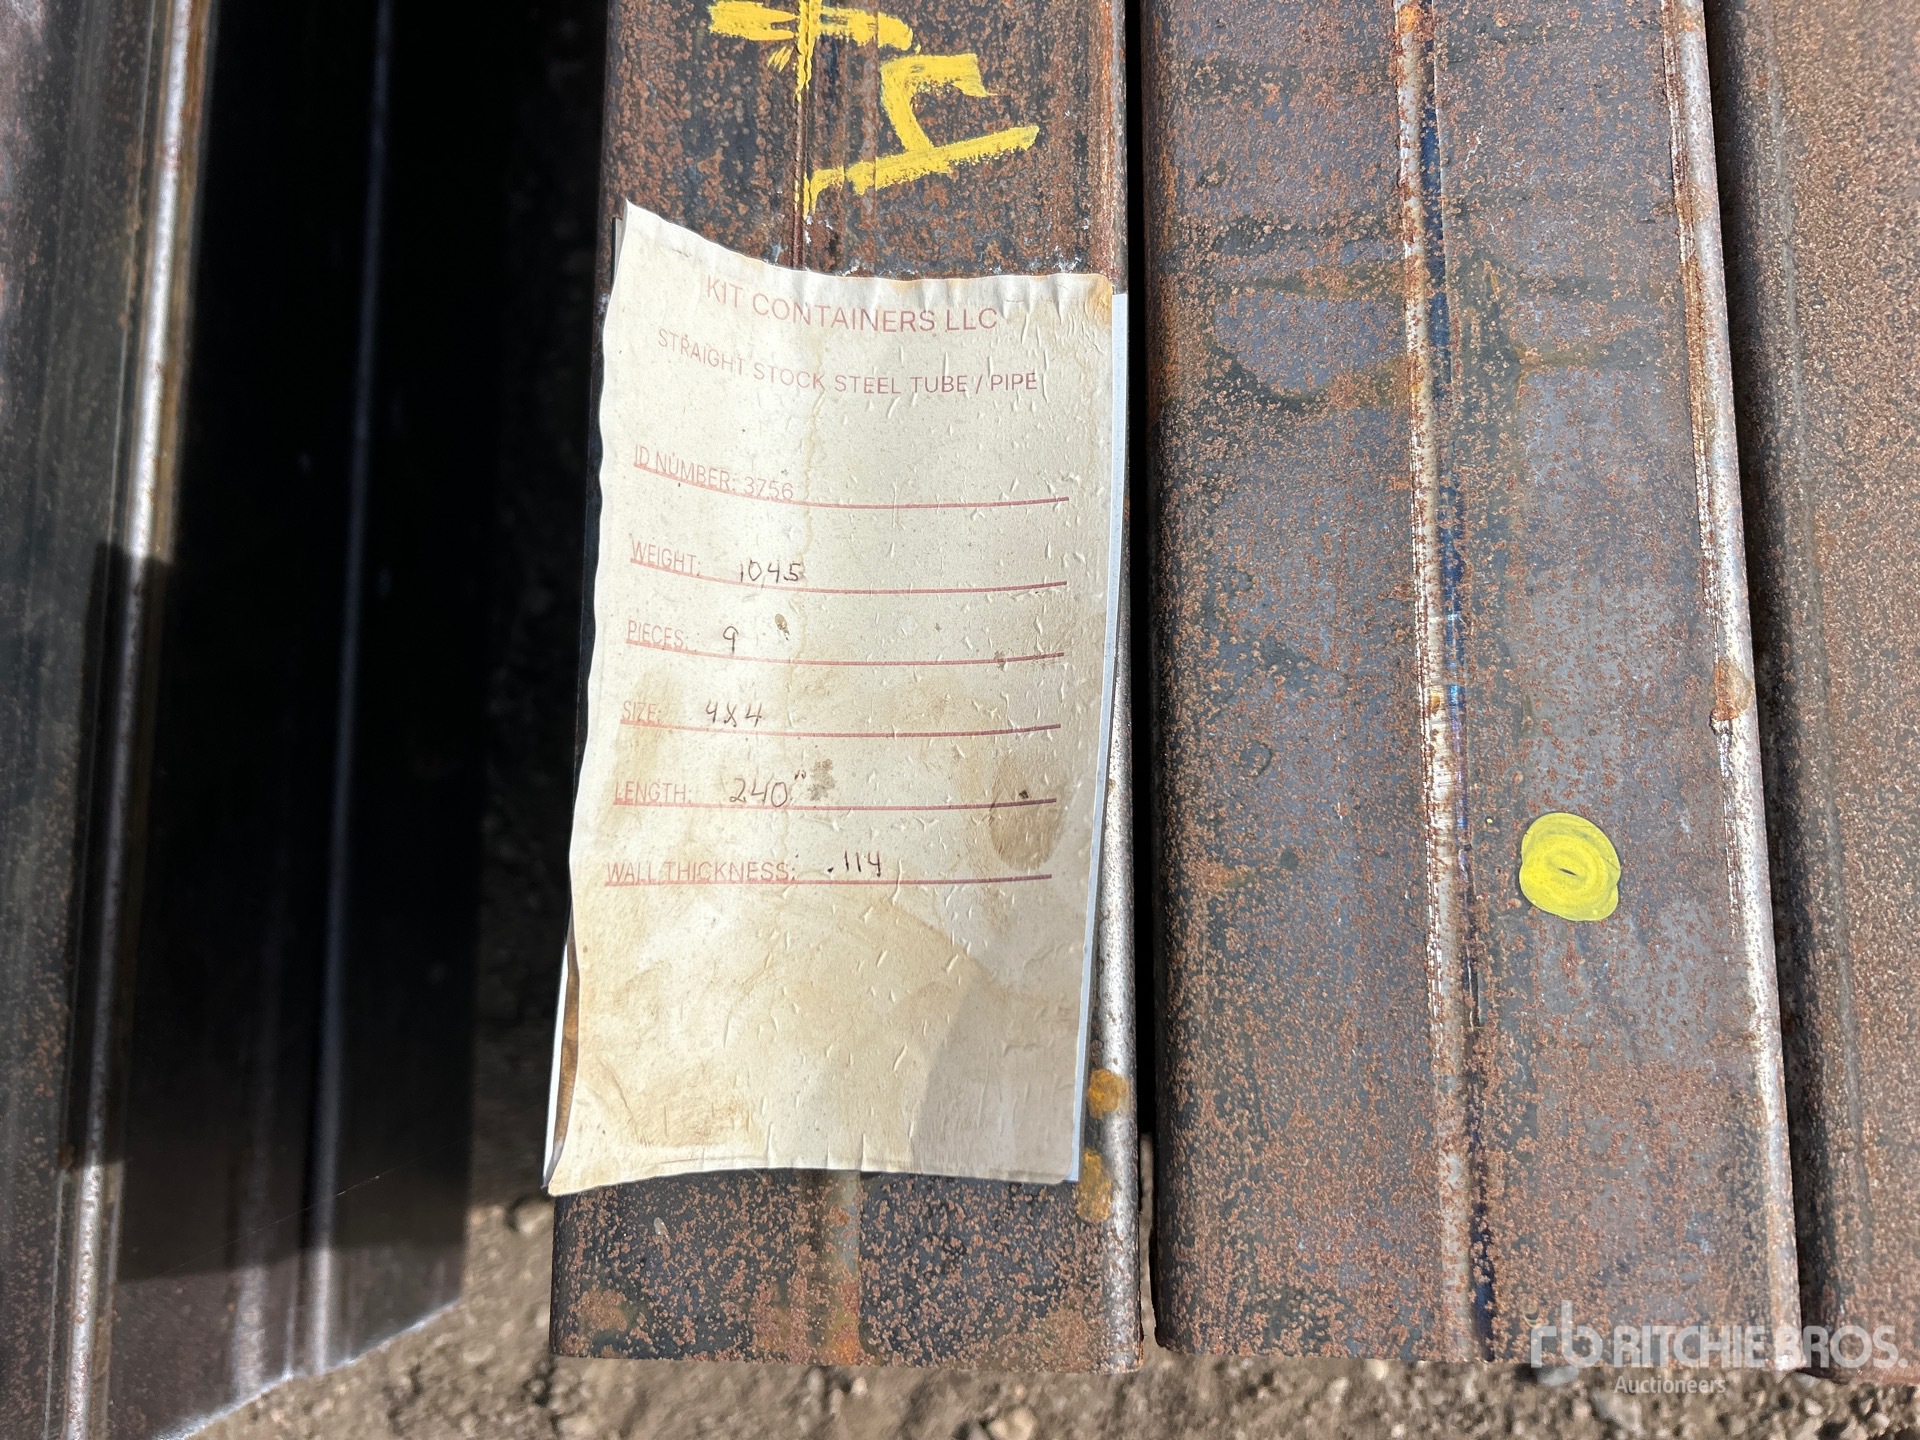 KIT CONTAINERS LLC
STRAIGHT STOCK STEEL TUBE / PIPE
ID NUMBER: 3756
WEIGHT: 1045
PIECES: 9
SIZE: 4x4
LENGTH: 240"
WALL THICKNESS: .114
rb RITCHIE BROS.
Auctioneers